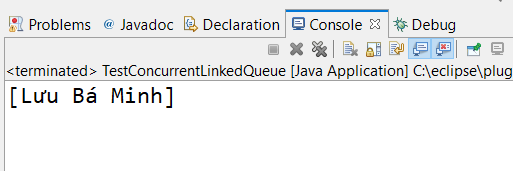 Problems Javadoc Declaration Console Debug
<terminated> TestConcurrentLinkedQueue [Java Application] C:\eclipse\plug
[Lưu Bá Minh]